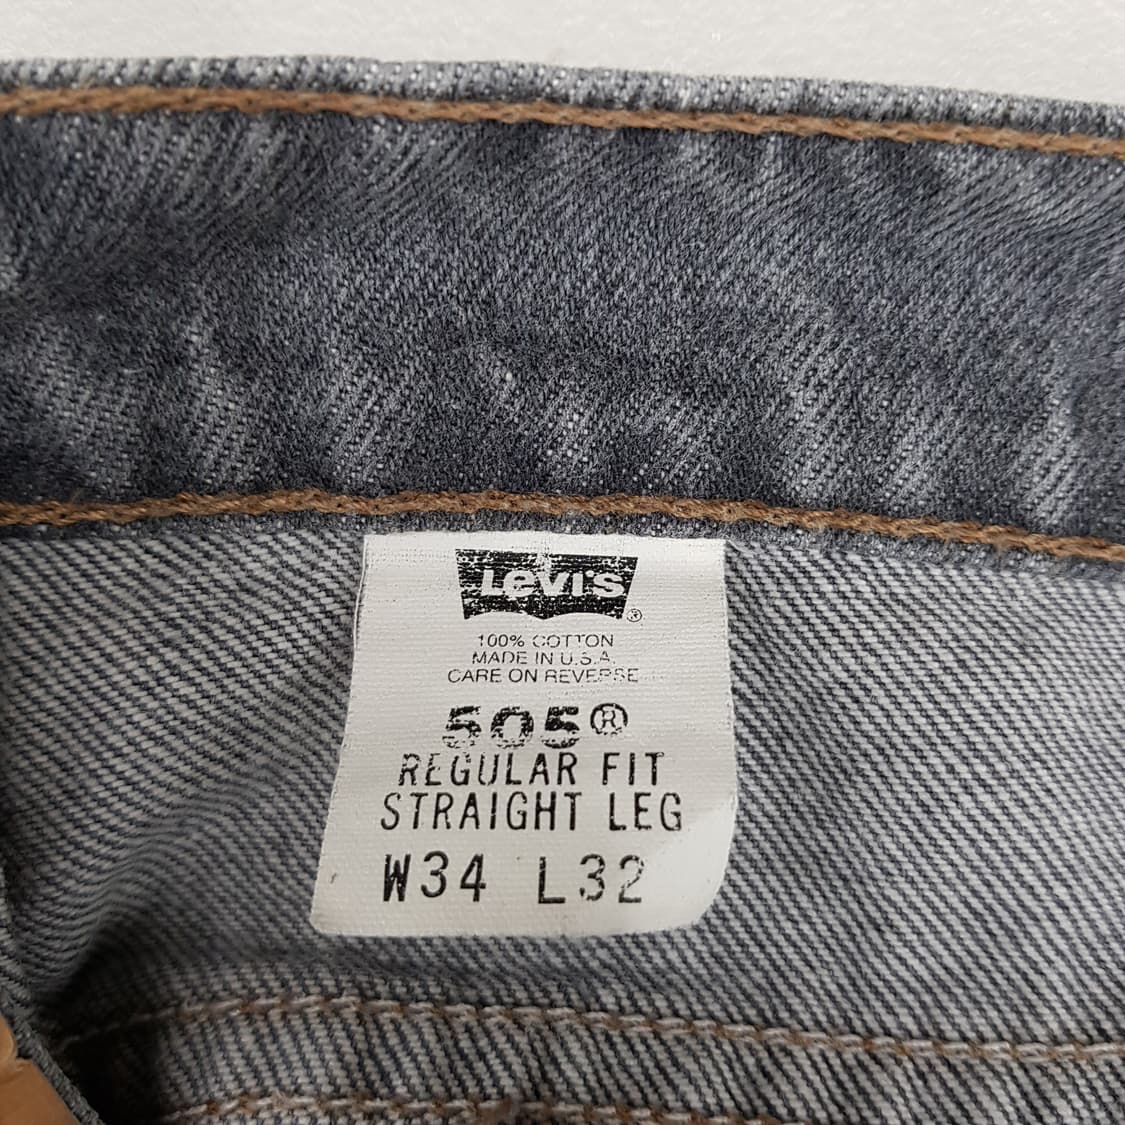 Levi's ®
100% COTTON
MADE IN U.S.A.
CARE ON REVERSE
505®
REGULAR FIT
STRAIGHT LEG
W34 L32